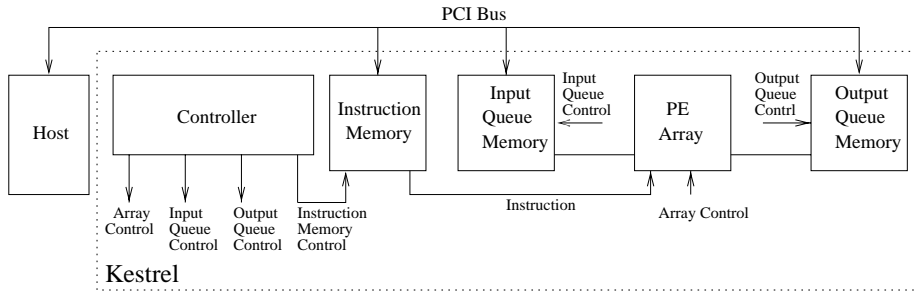 PCI Bus
Host
Controller
Instruction
Memory
Input
Queue
Memory
Input
Queue
Control
PE
Array
Output
Queue
Contrl
Output
Queue
Memory
Array
Control
Input
Queue
Control
Output
Queue
Control
Instruction
Memory
Control
Instruction
Array Control
Kestrel